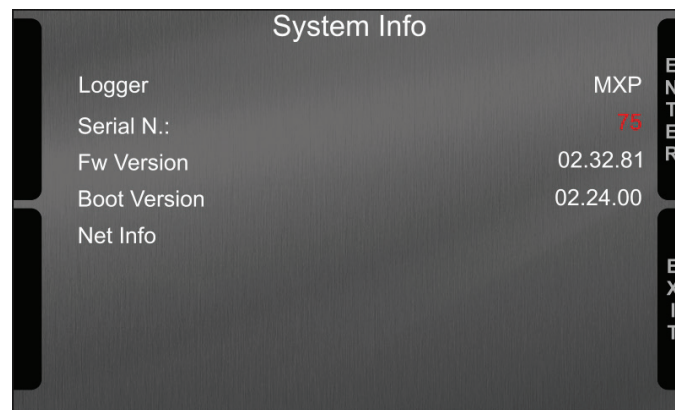 System Info
Logger MXP
Serial N.: 75
Fw Version 02.32.81
Boot Version 02.24.00
Net Info
ENTER
EXIT